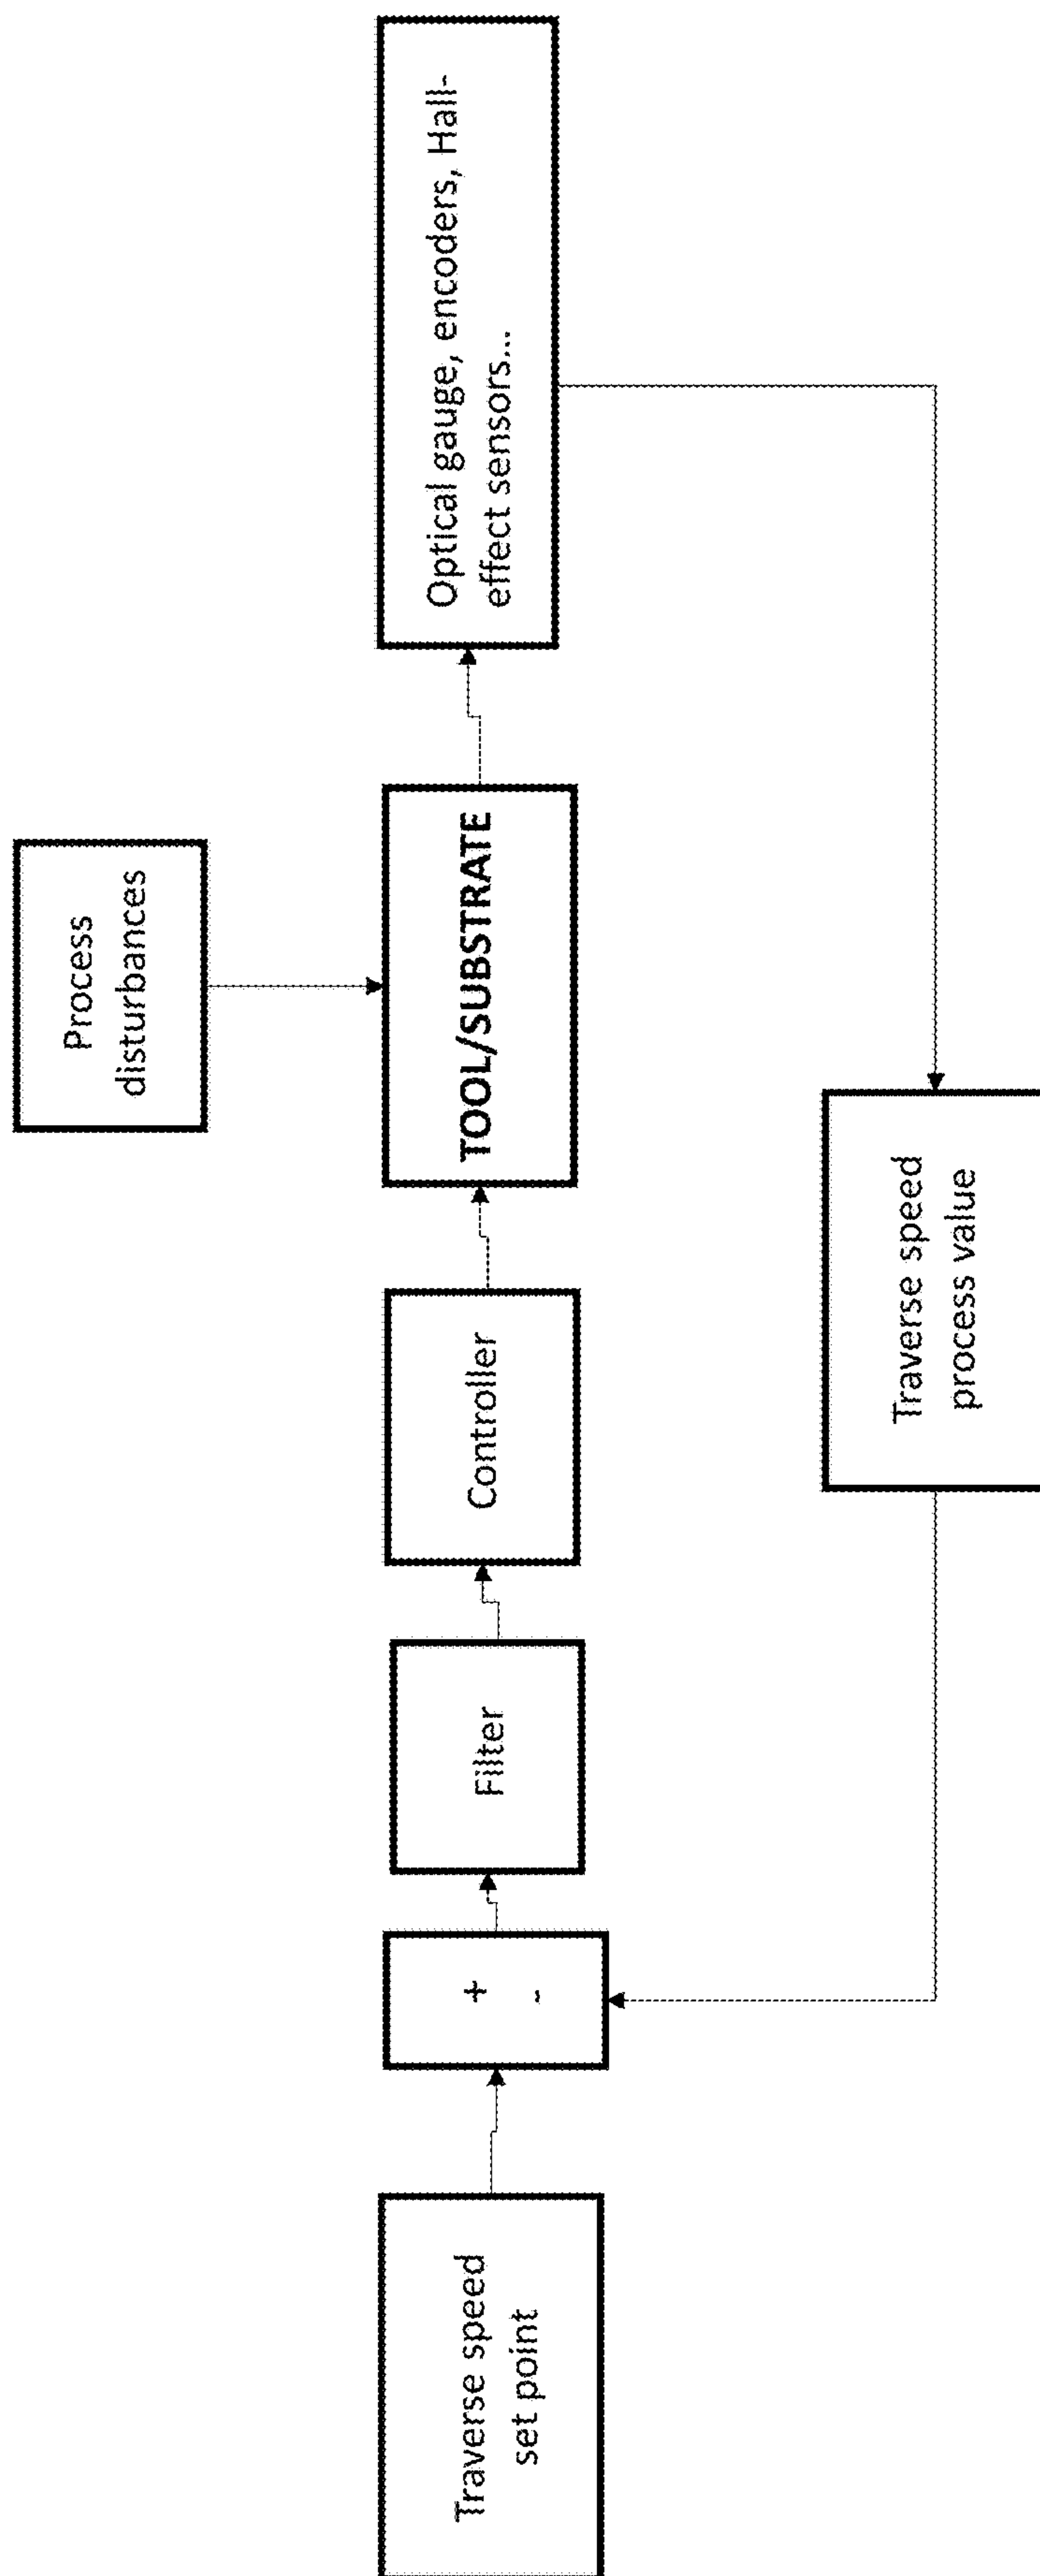 Process
disturbances
Traverse speed
set point
+
-
Filter
Controller
TOOL/SUBSTRATE
Optical gauge, encoders, Hall-
effect sensors...
Traverse speed
process value